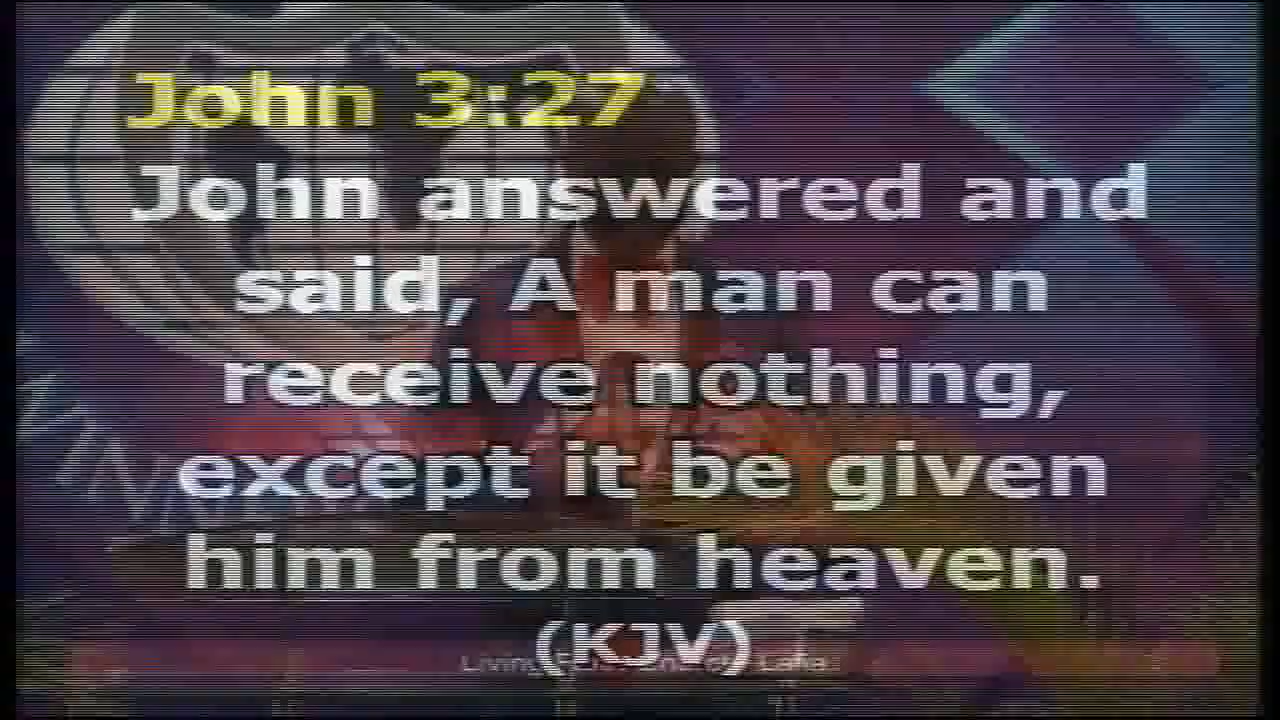 John 3:27
John answered and
said, A man can
receive nothing,
except it be given
him from heaven.
(KJV)